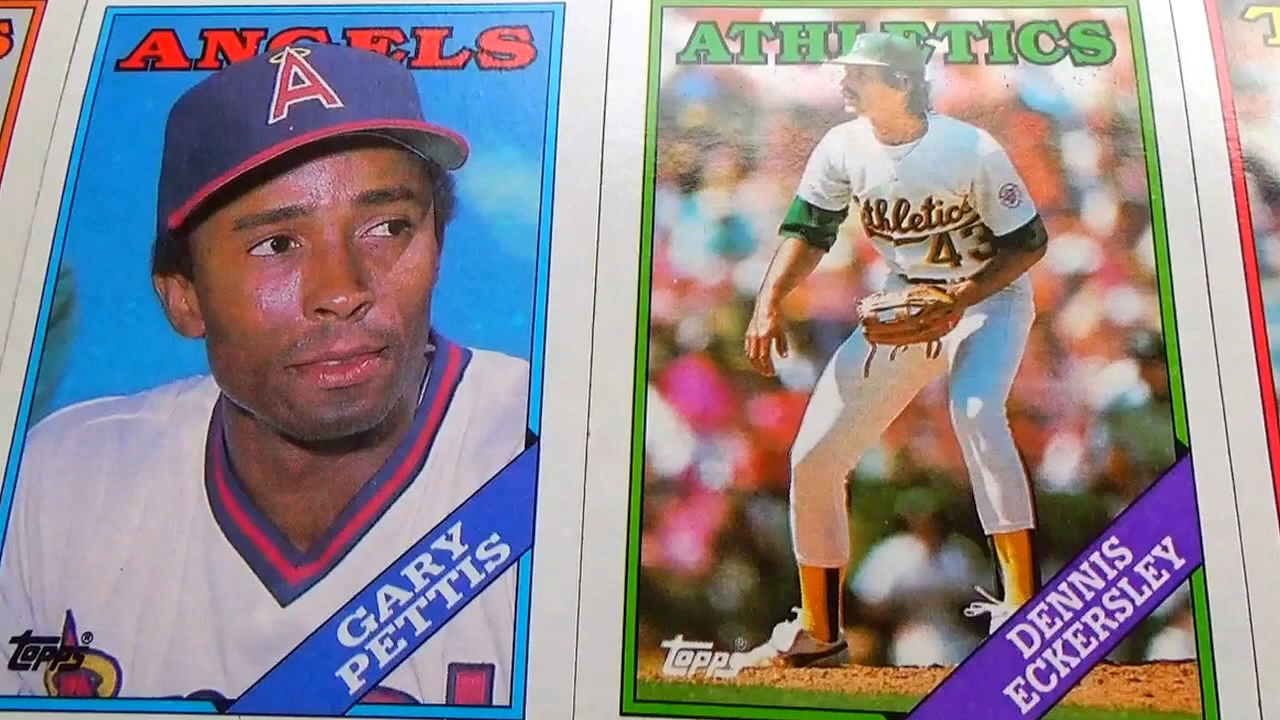 ANGELS
A
GARY
PETTIS
topps®
ATHLETICS
Athletics
43
DENNIS
ECKERSLEY
topps®